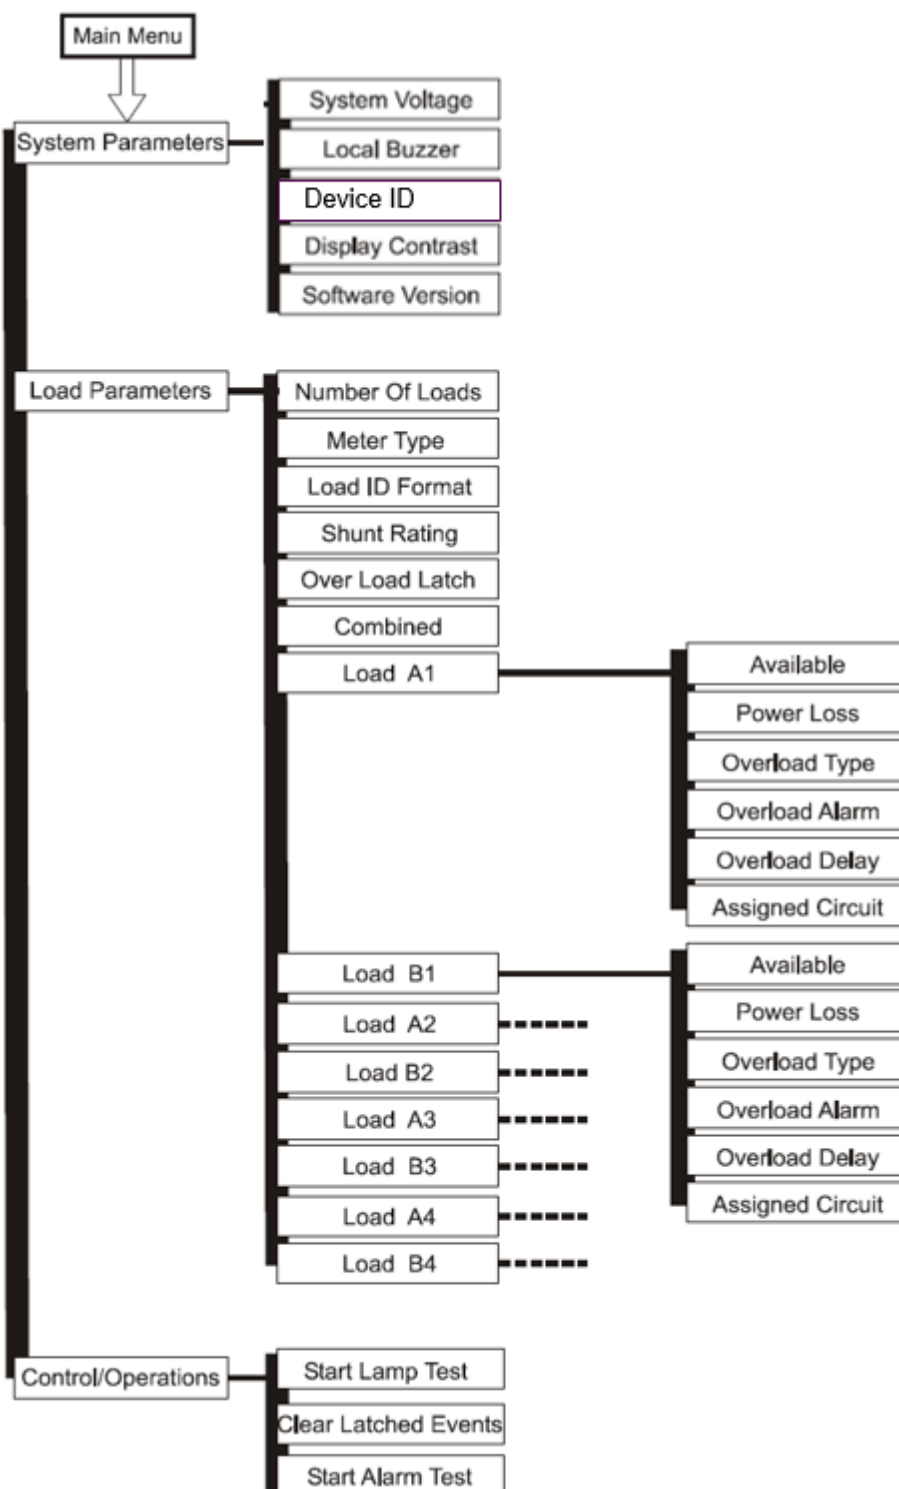 Main Menu
System Parameters
System Voltage
Local Buzzer
Device ID
Display Contrast
Software Version
Load Parameters
Number Of Loads
Meter Type
Load ID Format
Shunt Rating
Over Load Latch
Combined
Load A1
Available
Power Loss
Overload Type
Overload Alarm
Overload Delay
Assigned Circuit
Load B1
Available
Power Loss
Overload Type
Overload Alarm
Overload Delay
Assigned Circuit
Load A2
Load B2
Load A3
Load B3
Load A4
Load B4
Control/Operations
Start Lamp Test
Clear Latched Events
Start Alarm Test